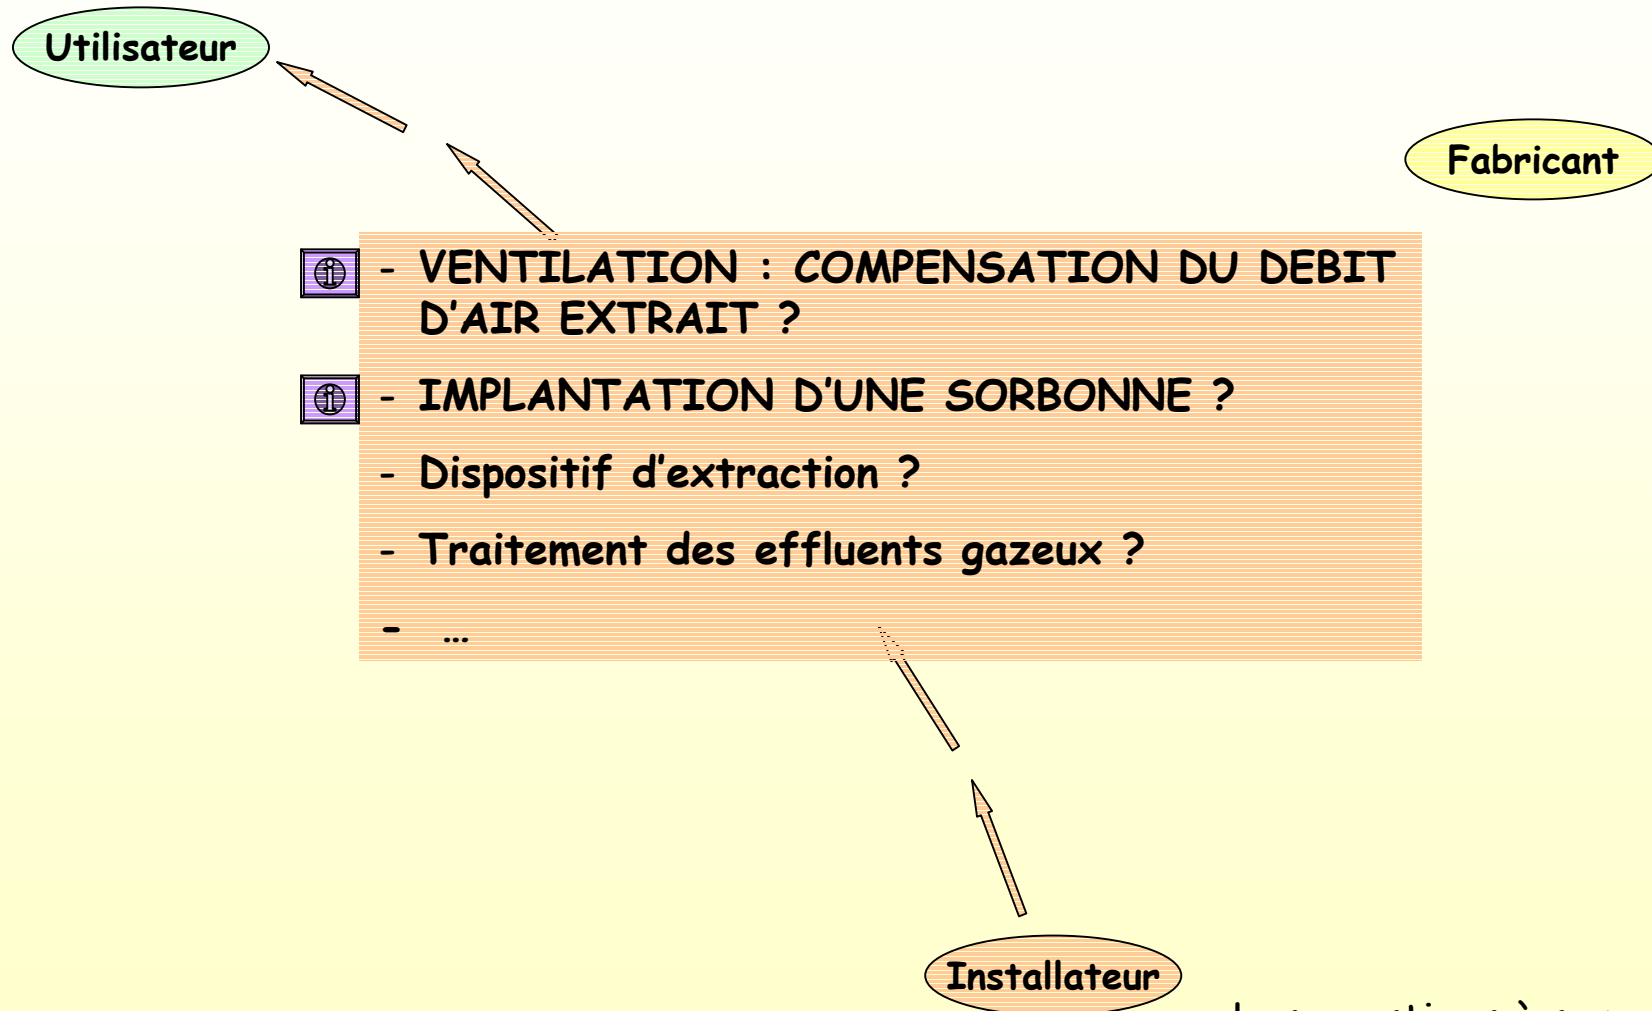 Utilisateur
Fabricant
- VENTILATION : COMPENSATION DU DEBIT
D'AIR EXTRAIT ?
- IMPLANTATION D'UNE SORBONNE ?
- Dispositif d'extraction ?
- Traitement des effluents gazeux ?
- …
Installateur